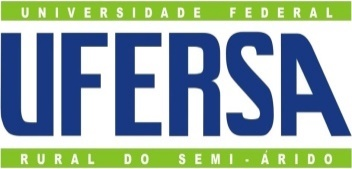 UNIVERSIDADE FEDERAL
UFERSA
RURAL DO SEMI-ÁRIDO